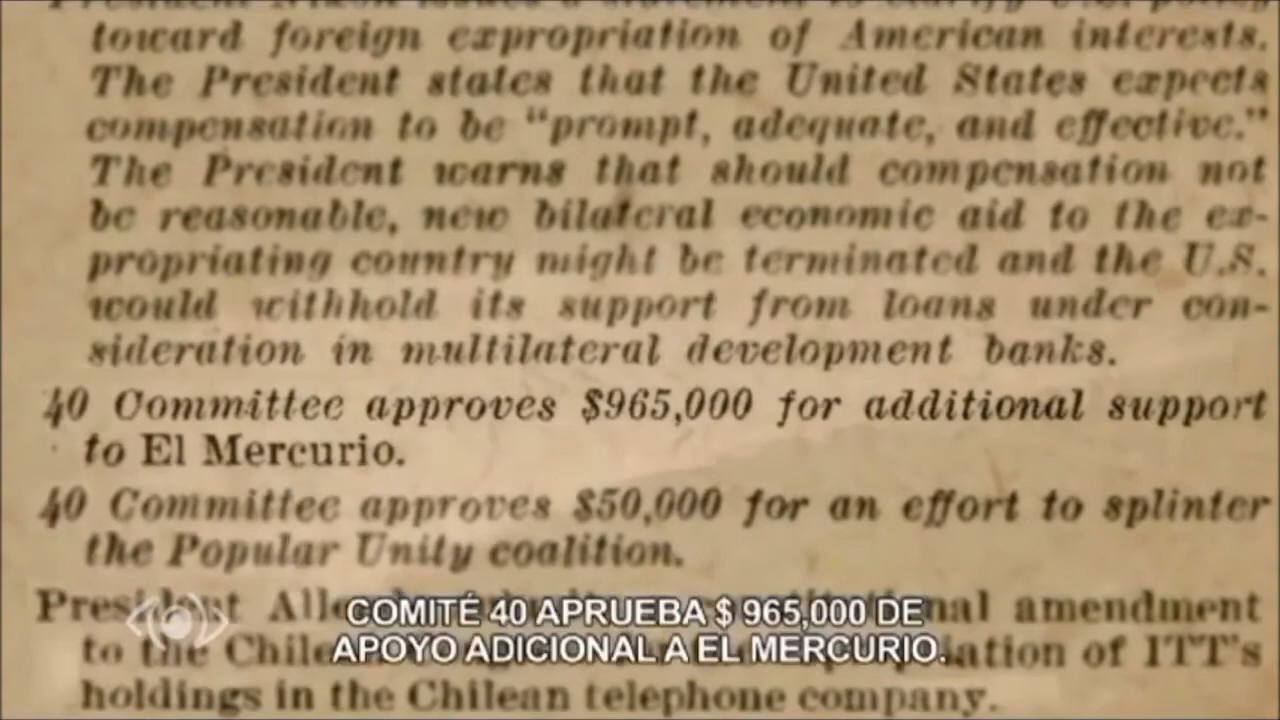 toward foreign expropriation of American interests.
The President states that the United States expects
compensation to be "prompt, adequate, and effective."
The President warns that should compensation not
be reasonable, new bilateral economic aid to the ex-
propriating country might be terminated and the U.S.
would withhold its support from loans under con-
sideration in multilateral development banks.
40 Committee approves $965,000 for additional support
to El Mercurio.
40 Committee approves $50,000 for an effort to splinter
the Popular Unity coalition.
President amendment
to the of ITT's
holdings in the Chilean telephone company.
COMITÉ 40 APRUEBA $ 965,000 DE
APOYO ADICIONAL A EL MERCURIO.